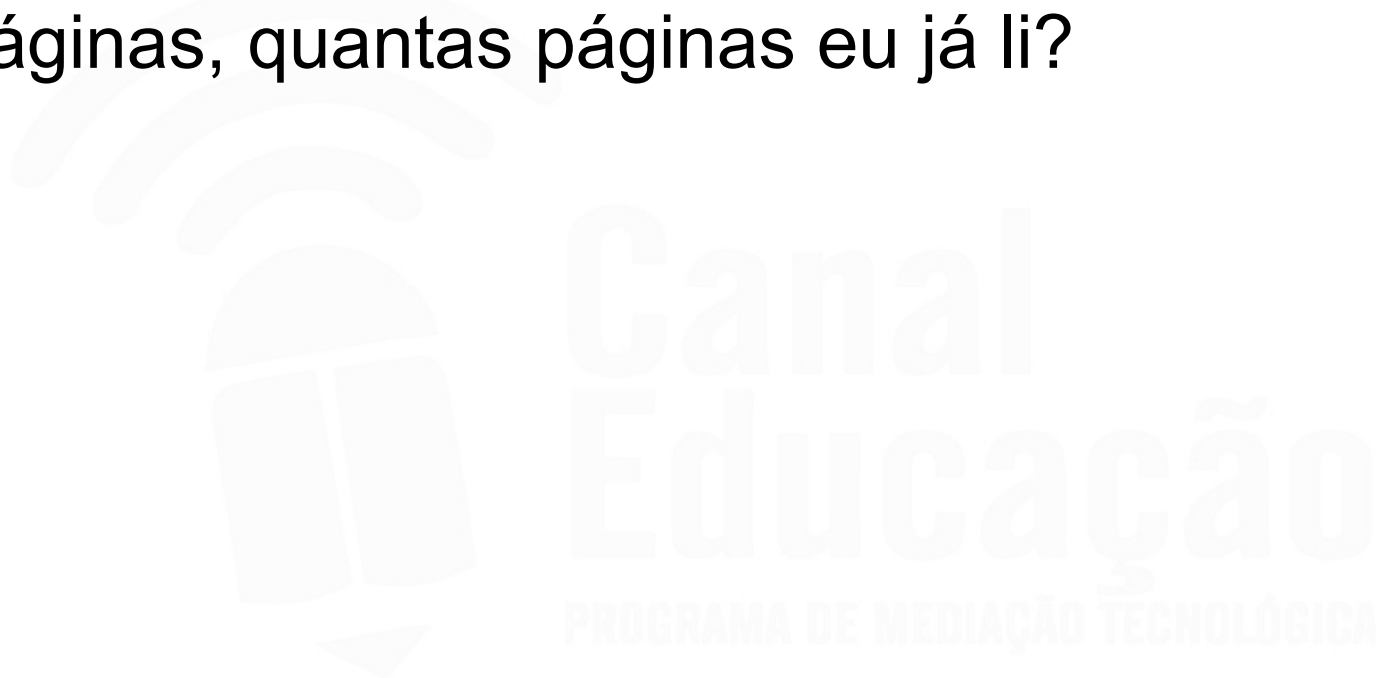 áginas, quantas páginas eu já li?
Canal
Educação
PROGRAMA DE MEDIAÇÃO TECNOLÓGICA